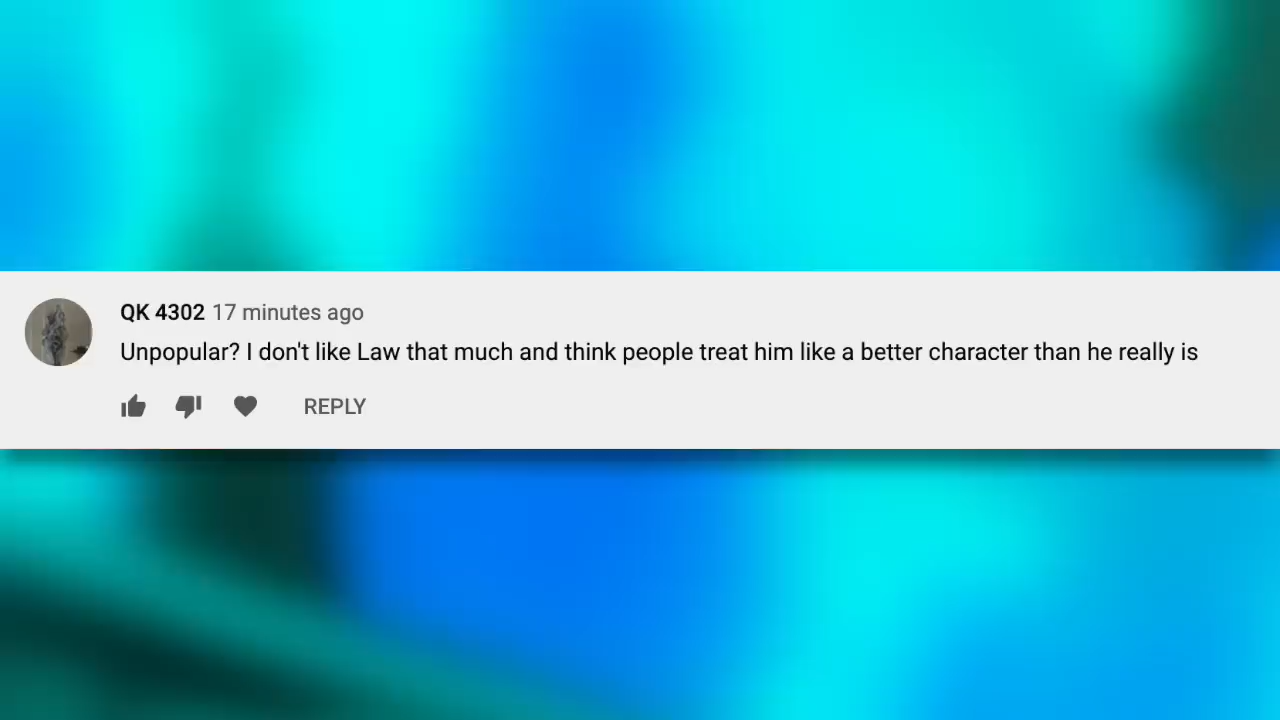 QK 4302 17 minutes ago
Unpopular? I don't like Law that much and think people treat him like a better character than he really is
REPLY